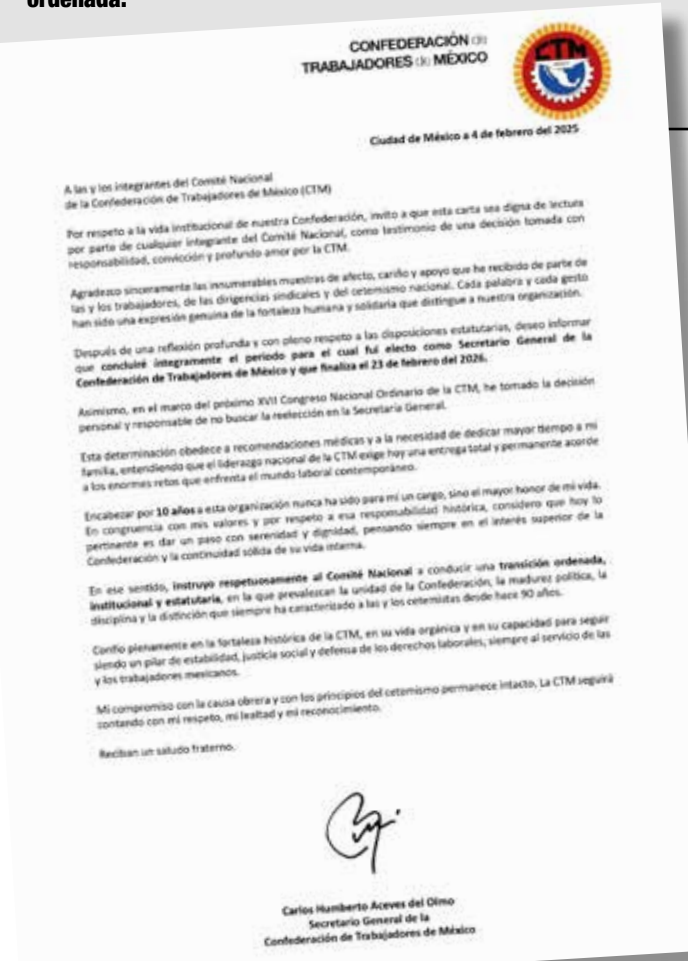 ordenada.
CONFEDERACIÓN de
TRABAJADORES de MÉXICO
CTM
Ciudad de México a 4 de febrero del 2025
A las y los integrantes del Comité Nacional
de la Confederación de Trabajadores de México (CTM)
Por respeto a la vida institucional de nuestra Confederación, invito a que esta carta sea digna de lectura
por parte de cualquier integrante del Comité Nacional, como testimonio de una decisión tomada con
responsabilidad, convicción y profundo amor por la CTM.
Agradezco sinceramente las innumerables muestras de afecto, cariño y apoyo que he recibido de parte de
las y los trabajadores, de las dirigencias sindicales y del cetemismo nacional. Cada palabra y cada gesto
han sido una expresión genuina de la fortaleza humana y solidaria que distingue a nuestra organización.
Después de una reflexión profunda y con pleno respeto a las disposiciones estatutarias, deseo informar
que concluiré íntegramente el periodo para el cual fui electo como Secretario General de la
Confederación de Trabajadores de México y que finaliza el 23 de febrero del 2026.
Asimismo, en el marco del próximo XVII Congreso Nacional Ordinario de la CTM, he tomado la decisión
personal y responsable de no buscar la reelección en la Secretaría General.
Esta determinación obedece a recomendaciones médicas y a la necesidad de dedicar mayor tiempo a mi
familia, entendiendo que el liderazgo nacional de la CTM exige hoy una entrega total y permanente acorde
a los enormes retos que enfrenta el mundo laboral contemporáneo.
Encabezar por 10 años a esta organización nunca ha sido para mí un cargo, sino el mayor honor de mi vida.
En congruencia con mis valores y por respeto a esa responsabilidad histórica, considero que hoy lo
pertinente es dar un paso con serenidad y dignidad, pensando siempre en el interés superior de la
Confederación y la continuidad sólida de su vida interna.
En ese sentido, instruyo respetuosamente al Comité Nacional a conducir una transición ordenada,
institucional y estatutaria, en la que prevalezcan la unidad de la Confederación, la madurez política, la
disciplina y la distinción que siempre ha caracterizado a las y los cetemistas desde hace 90 años.
Confío plenamente en la fortaleza histórica de la CTM, en su vida orgánica y en su capacidad para seguir
siendo un pilar de estabilidad, justicia social y defensa de los derechos laborales, siempre al servicio de las
y los trabajadores mexicanos.
Mi compromiso con la causa obrera y con los principios del cetemismo permanece intacto. La CTM seguirá
contando con mi respeto, mi lealtad y mi reconocimiento.
Reciban un saludo fraterno.
Carlos Humberto Aceves del Olmo
Secretario General de la
Confederación de Trabajadores de México